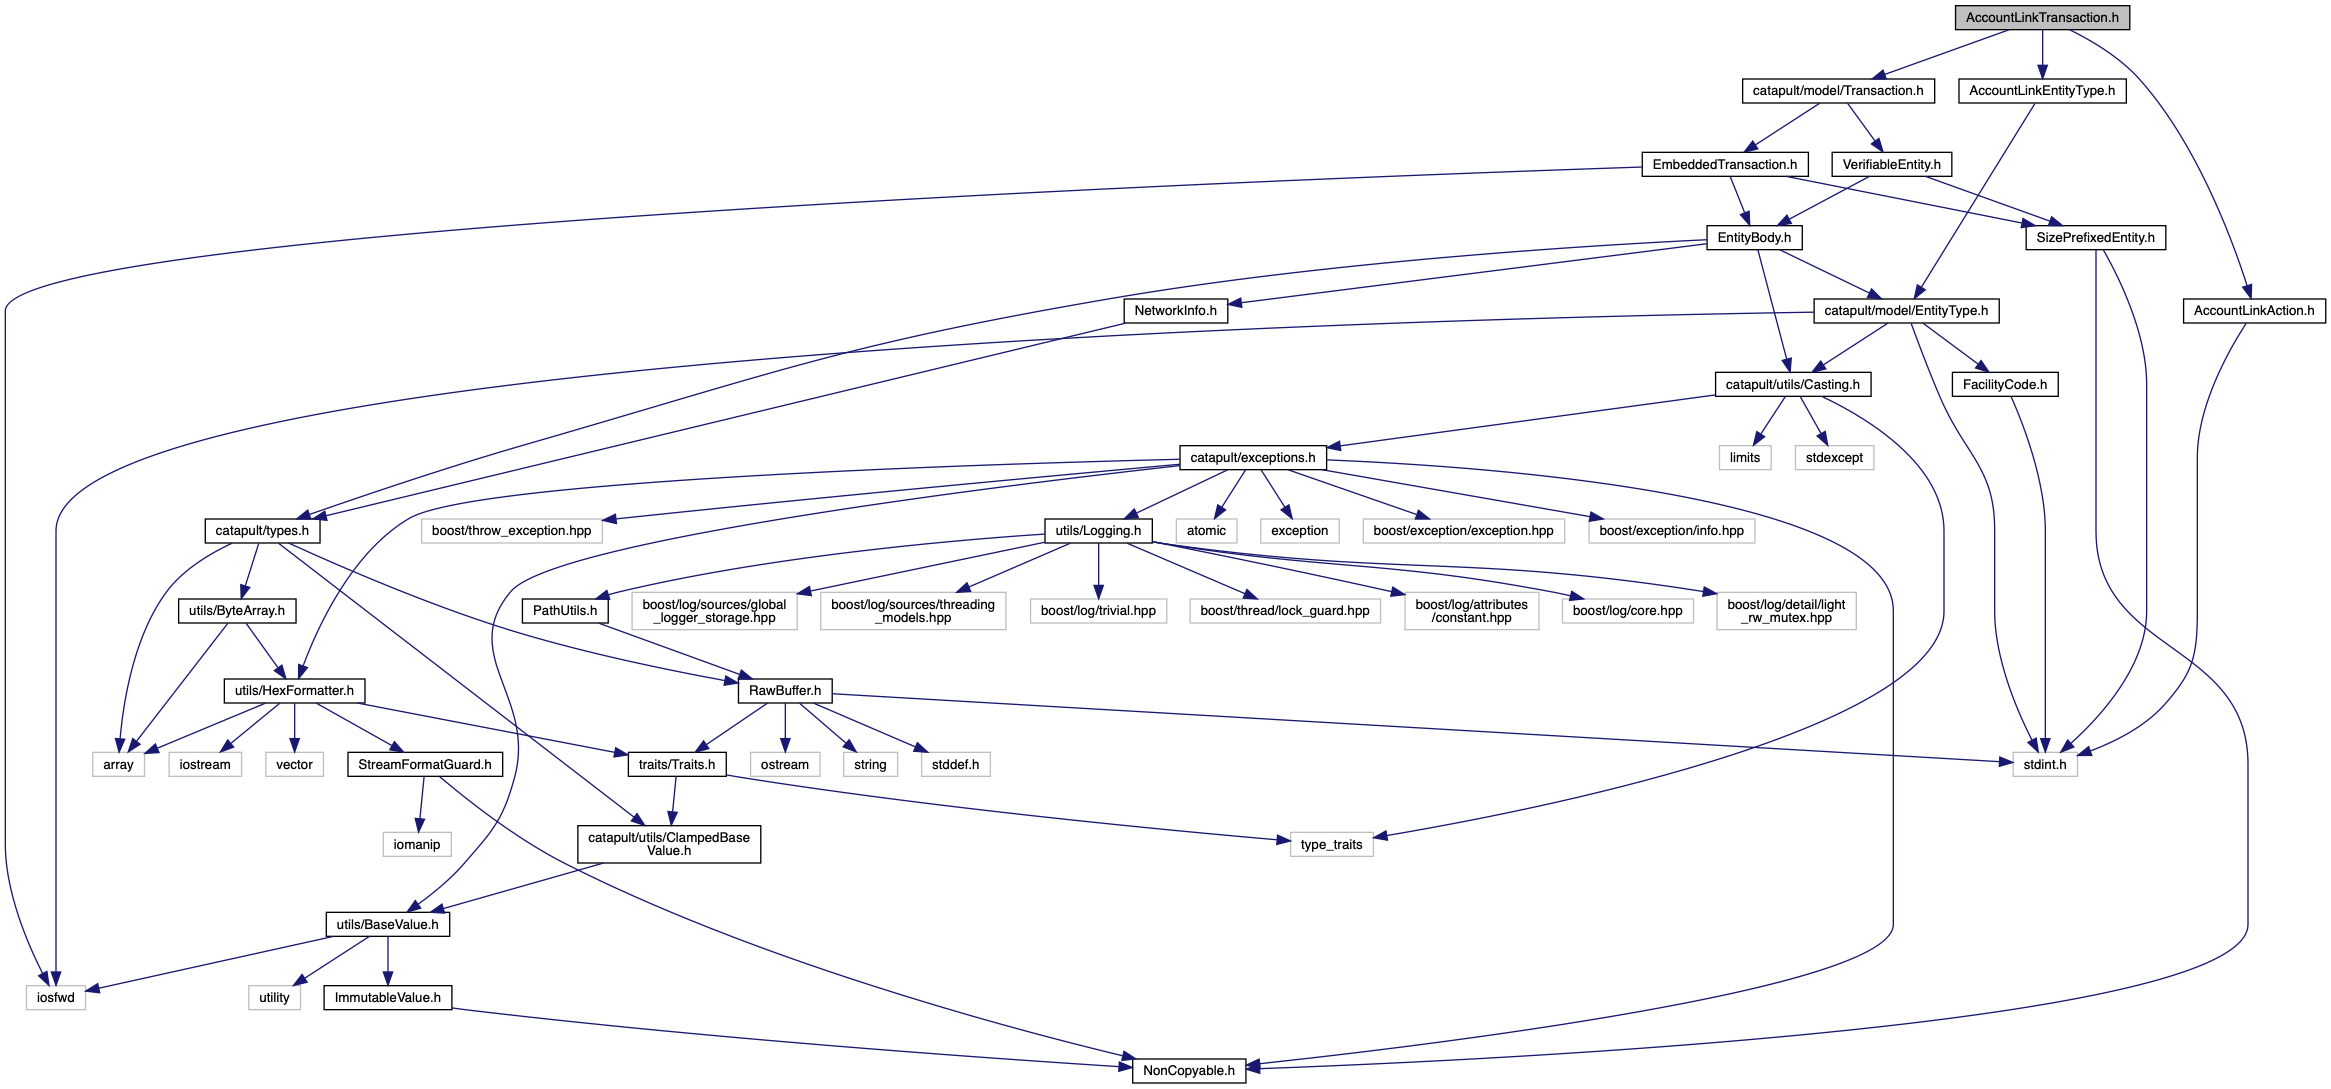 AccountLinkTransaction.h
catapult/model/Transaction.h
AccountLinkEntityType.h
EmbeddedTransaction.h
VerifiableEntity.h
EntityBody.h
SizePrefixedEntity.h
NetworkInfo.h
catapult/model/EntityType.h
AccountLinkAction.h
catapult/utils/Casting.h
FacilityCode.h
catapult/exceptions.h
limits
stdexcept
catapult/types.h
boost/throw_exception.hpp
utils/Logging.h
atomic
exception
boost/exception/exception.hpp
boost/exception/info.hpp
utils/ByteArray.h
PathUtils.h
boost/log/sources/global
_logger_storage.hpp
boost/log/sources/threading
_models.hpp
boost/log/trivial.hpp
boost/thread/lock_guard.hpp
boost/log/attributes
/constant.hpp
boost/log/core.hpp
boost/log/detail/light
_rw_mutex.hpp
utils/HexFormatter.h
RawBuffer.h
array
iostream
vector
StreamFormatGuard.h
traits/Traits.h
ostream
string
stddef.h
stdint.h
iomanip
catapult/utils/ClampedBase
Value.h
type_traits
utils/BaseValue.h
iosfwd
utility
ImmutableValue.h
NonCopyable.h